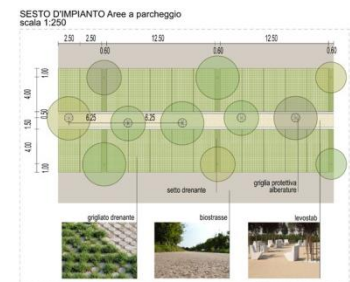 SESTO D'IMPIANTO Aree a parcheggio
scala 1:250
2.50 2.50 12.50 12.50
0.60 0.60 0.60
1.00
4.00
0.50
1.50
6.25 6.25
4.00
1.00
setto drenante
griglia protettiva
alberature
grigliato drenante biostrasse levostab